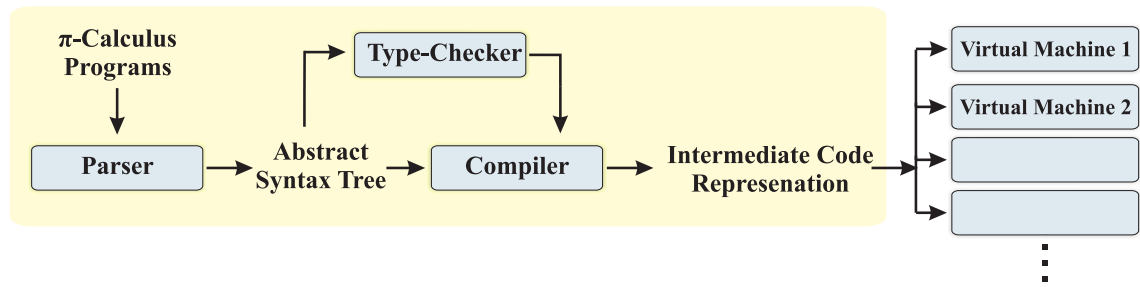 π-Calculus
Programs
Type-Checker
Parser
Abstract
Syntax Tree
Compiler
Intermediate Code
Represenation
Virtual Machine 1
Virtual Machine 2